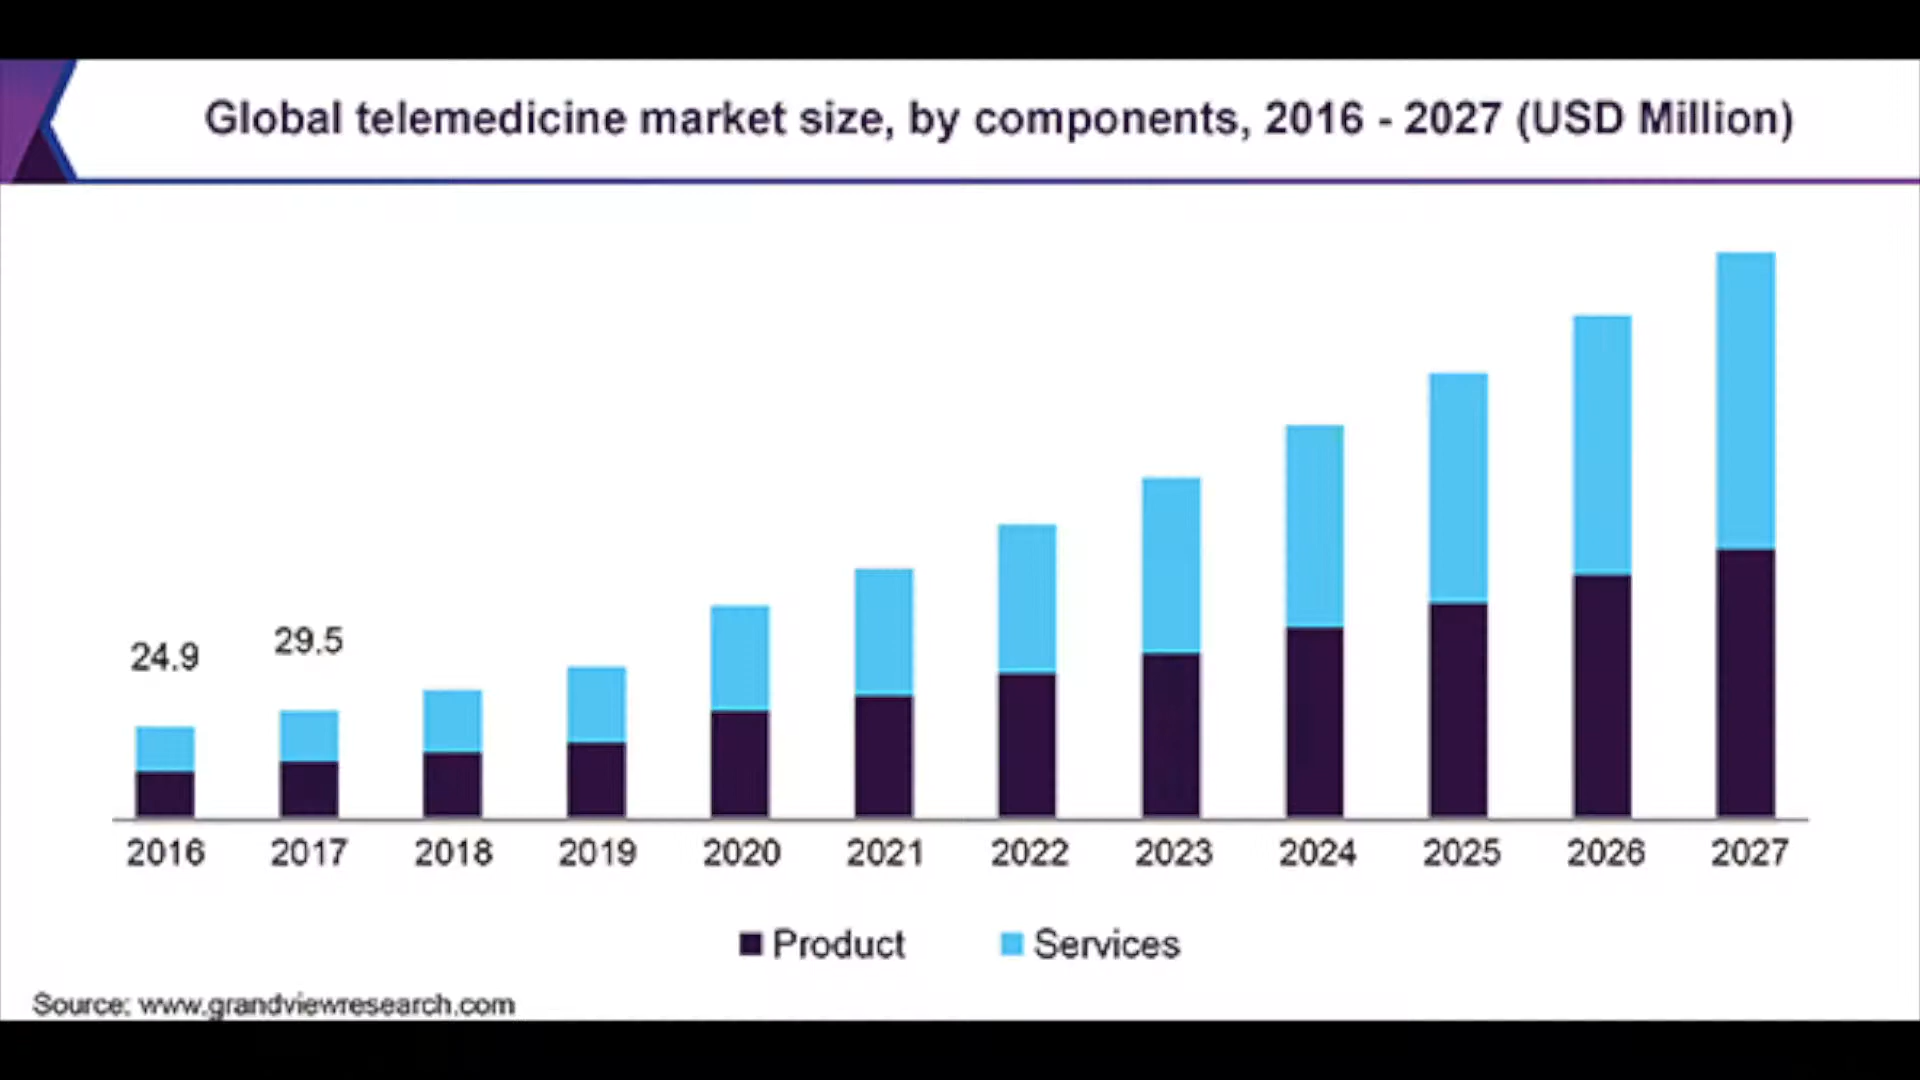 Global telemedicine market size, by components, 2016 - 2027 (USD Million)
24.9
29.5
2016 2017 2018 2019 2020 2021 2022 2023 2024 2025 2026 2027
Product Services
Source: www.grandviewresearch.com